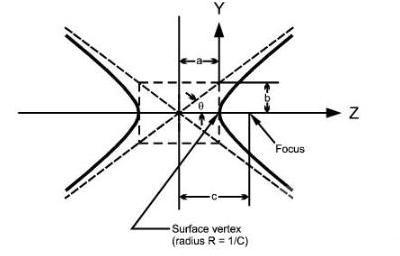 Y
a
b
θ
Z
Focus
c
Surface vertex
(radius R = 1/C)